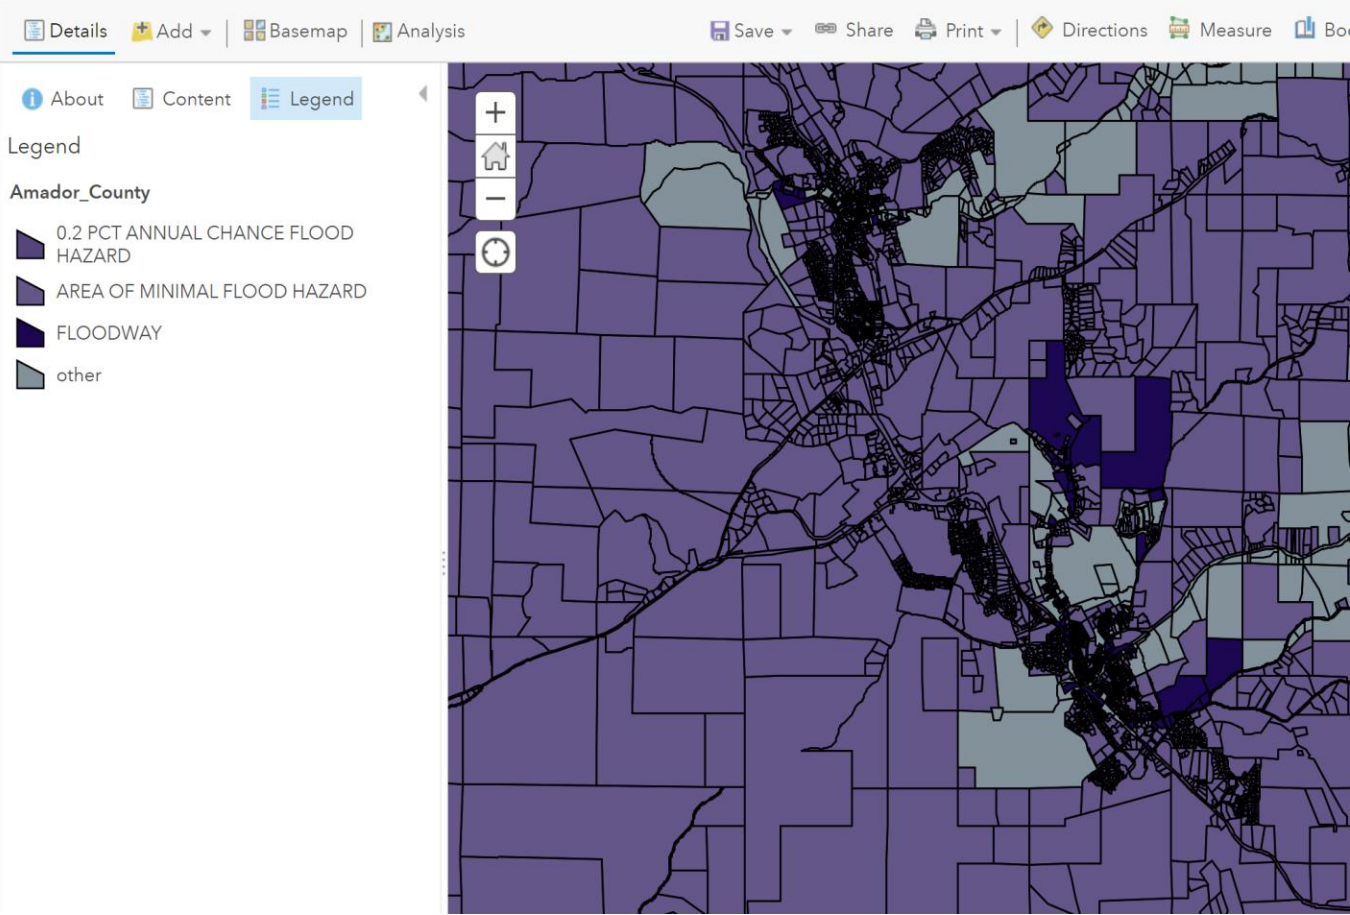 Details Add Basemap Analysis Save Share Print Directions Measure
About Content Legend
Legend
Amador_County
0.2 PCT ANNUAL CHANCE FLOOD
HAZARD
AREA OF MINIMAL FLOOD HAZARD
FLOODWAY
other